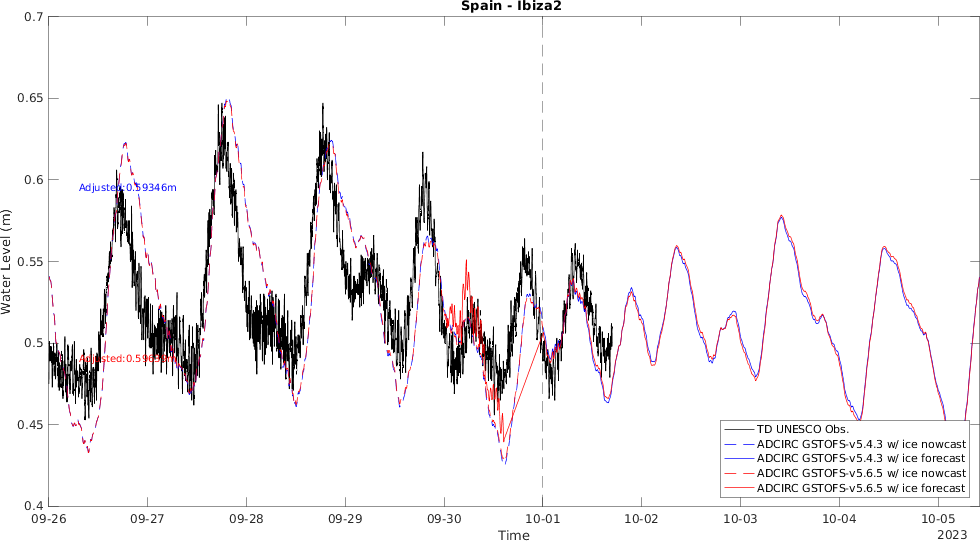 Spain - Ibiza2
0.7
0.65
0.6
0.55
0.5
0.45
0.4
Water Level (m)
Adjusted:0.59346m
TD UNESCO Obs.
ADCIRC GSTOFS-v5.4.3 w/ ice nowcast
ADCIRC GSTOFS-v5.4.3 w/ ice forecast
ADCIRC GSTOFS-v5.6.5 w/ ice nowcast
ADCIRC GSTOFS-v5.6.5 w/ ice forecast
09-26
09-27
09-28
09-29
09-30
10-01
10-02
10-03
10-04
10-05
Time
2023